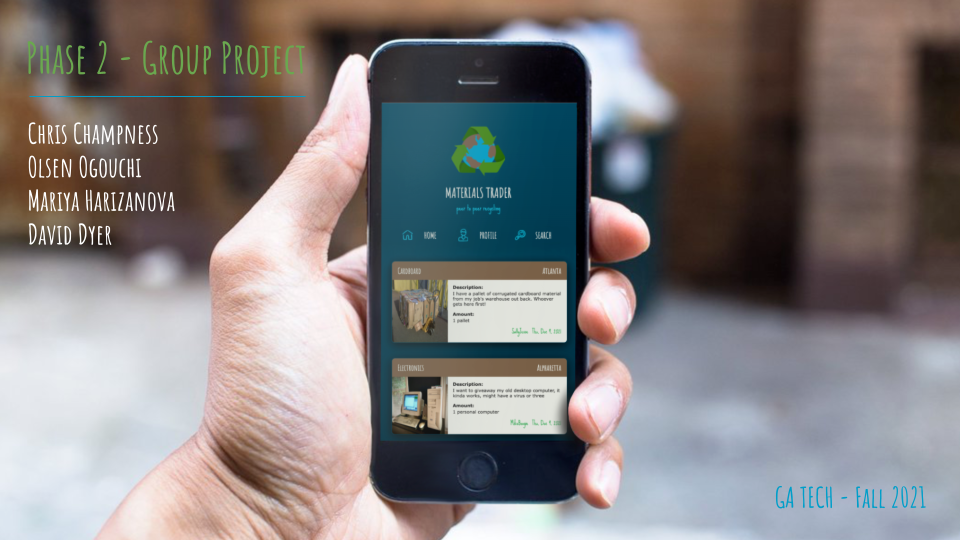 Phase 2 - Group Project
Chris Champness
Olsen Ogouchi
Mariya Harizanova
David Dyer
MATERIALS TRADER
peer to peer recycling
HOME PROFILE SEARCH
Cardboard Atlanta
Description:
I have a pallet of corrugated cardboard material
from my job's warehouse out back. Whoever
gets here first!
Amount:
1 pallet
Thu, Dec 9, 2021
Electronics Alpharetta
Description:
I want to giveaway my old desktop computer, it
kinda works, might have a virus or three
Amount:
1 personal computer
Thu, Dec 9, 2021
GA TECH - Fall 2021